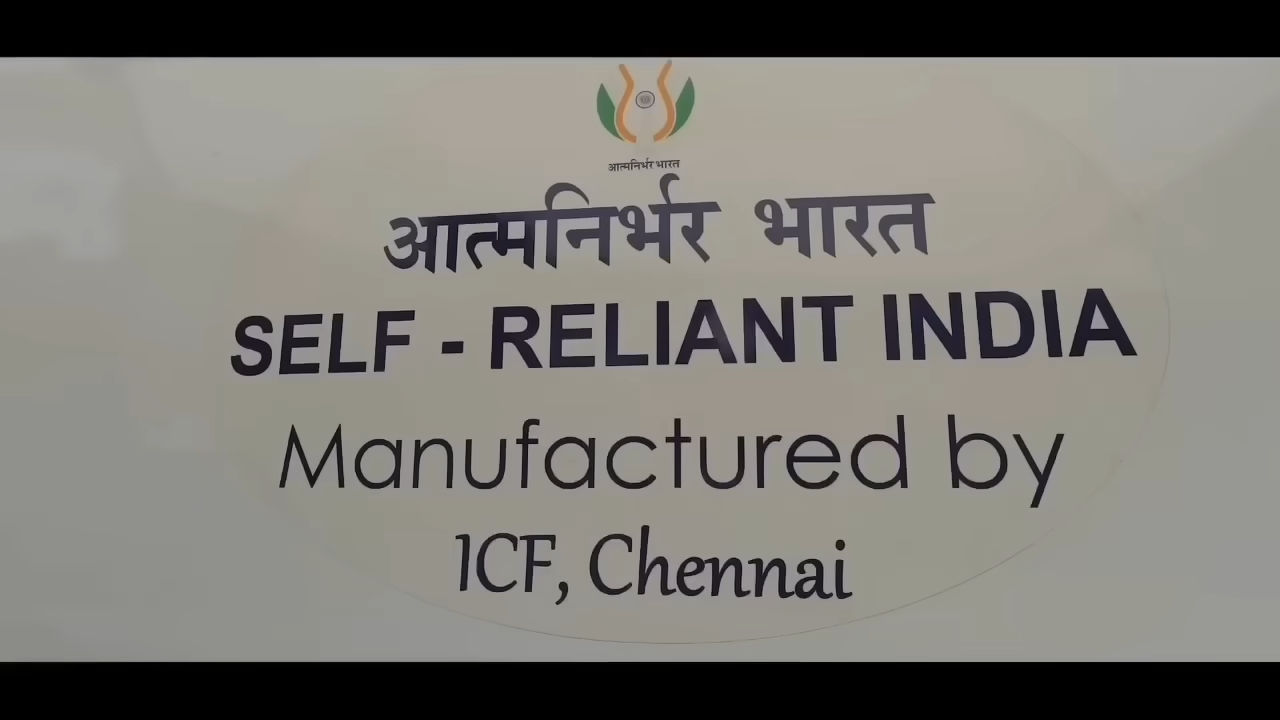 आत्मनिर्भर भारत
आत्मनिर्भर भारत
SELF - RELIANT INDIA
Manufactured by
ICF, Chennai